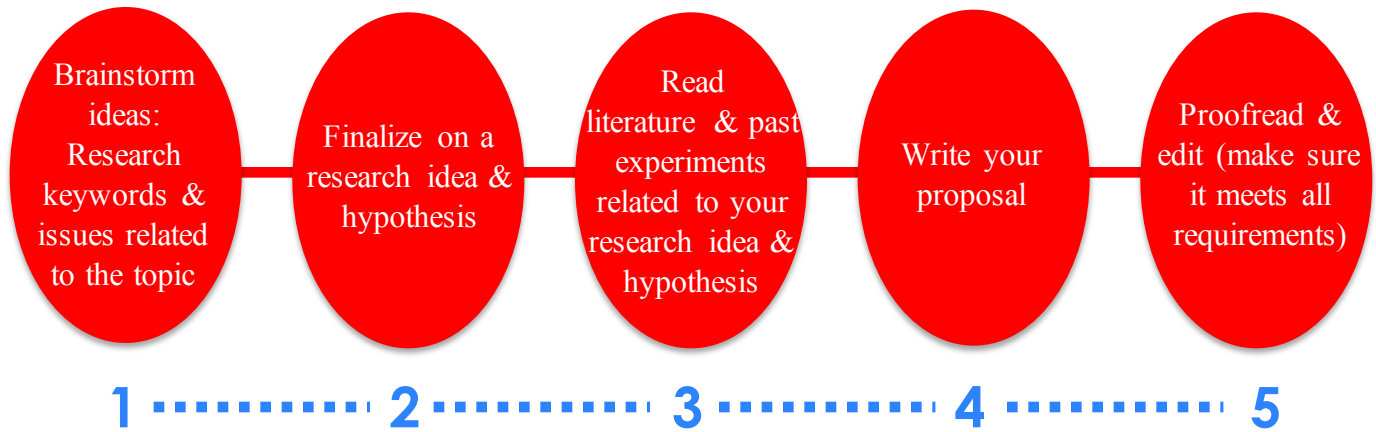 Brainstorm
ideas:
Research
keywords &
issues related
to the topic
Finalize on a
research idea &
hypothesis
Read
literature & past
experiments
related to your
research idea &
hypothesis
Write your
proposal
Proofread &
edit (make sure
it meets all
requirements)
1 2 3 4 5